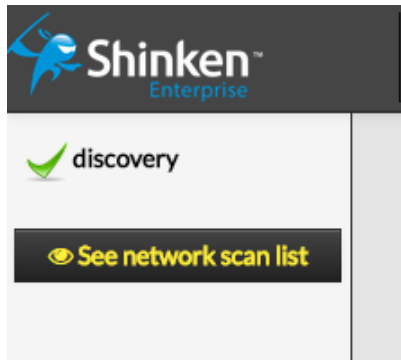 Shinken™
Enterprise
discovery
See network scan list